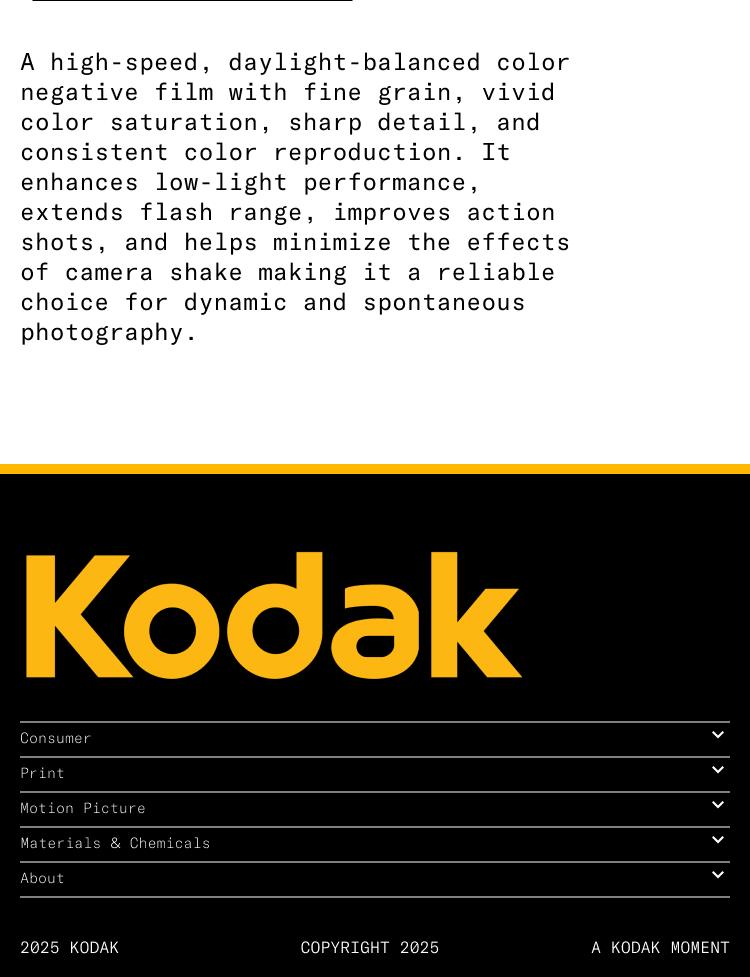 A high-speed, daylight-balanced color
negative film with fine grain, vivid
color saturation, sharp detail, and
consistent color reproduction. It
enhances low-light performance,
extends flash range, improves action
shots, and helps minimize the effects
of camera shake making it a reliable
choice for dynamic and spontaneous
photography.
Kodak
Consumer
Print
Motion Picture
Materials & Chemicals
About
2025 KODAK COPYRIGHT 2025 A KODAK MOMENT